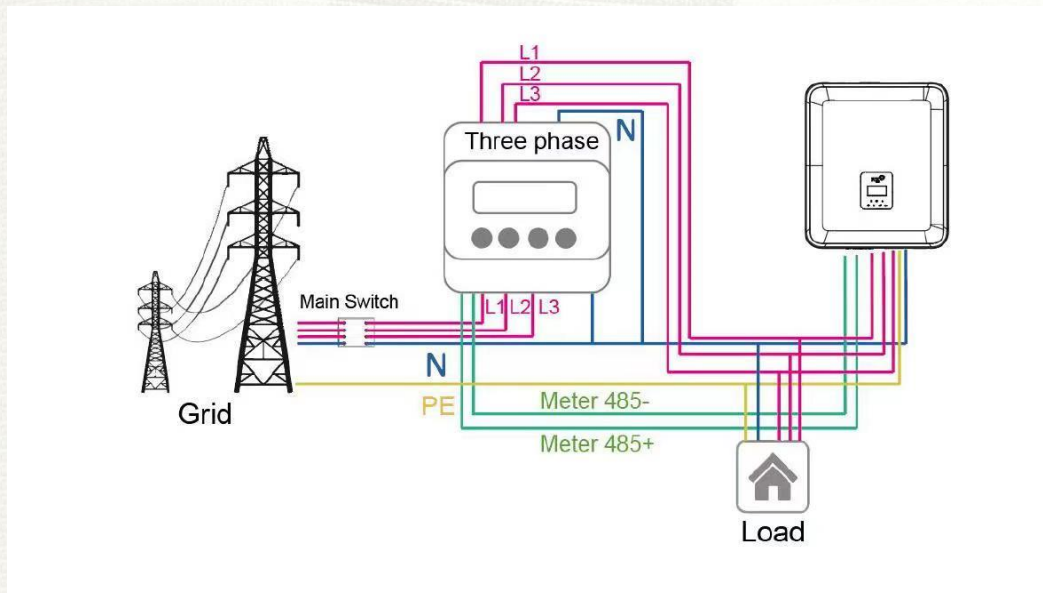 L1
L2
L3
N
Three phase
Main Switch
L1 L2 L3
N
PE
Grid
Meter 485-
Meter 485+
Load